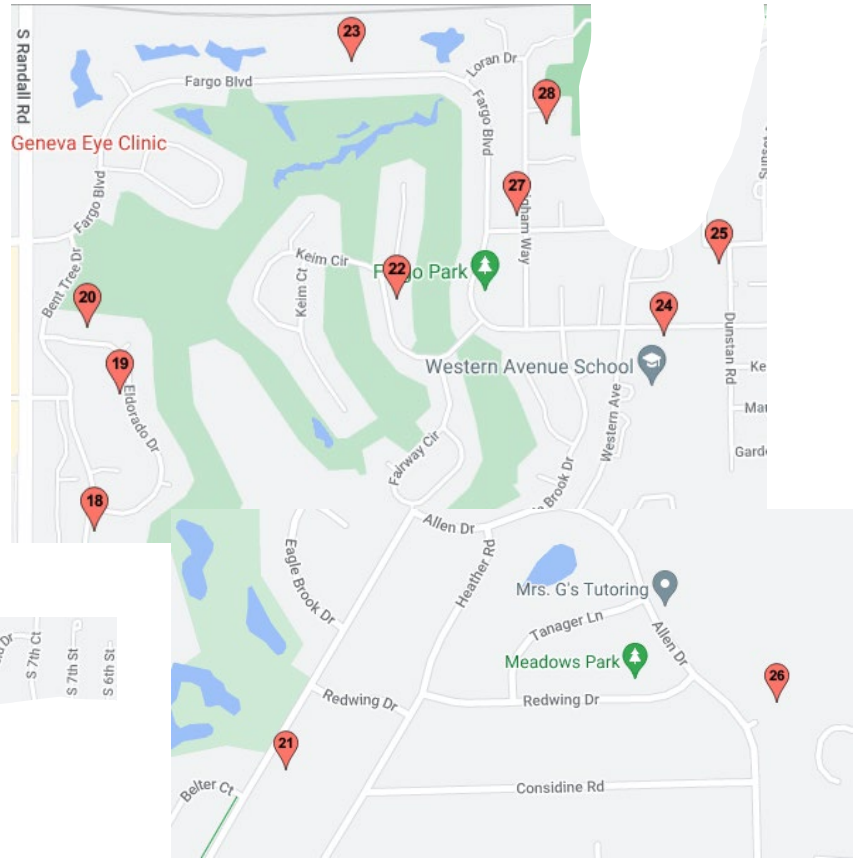 S Randall Rd
23
Loran Dr
Fargo Blvd
28
Fargo Blvd
Geneva Eye Clinic
27
Fargo Blvd
25
Keim Cir
22
Park
20
Bent Tree Dr
Keim Ct
24
Western Avenue School
Dunstan Rd
19
Eldorado Dr
Western Ave
Fairway Cir
Brook Dr
18
Allen Dr
Eagle Brook Dr
Heather Rd
Mrs. G's Tutoring
Tanager Ln
Allen Dr
S 7th Ct
S 7th St
S 6th St
Meadows Park
26
Redwing Dr
Redwing Dr
21
Belter Ct
Considine Rd